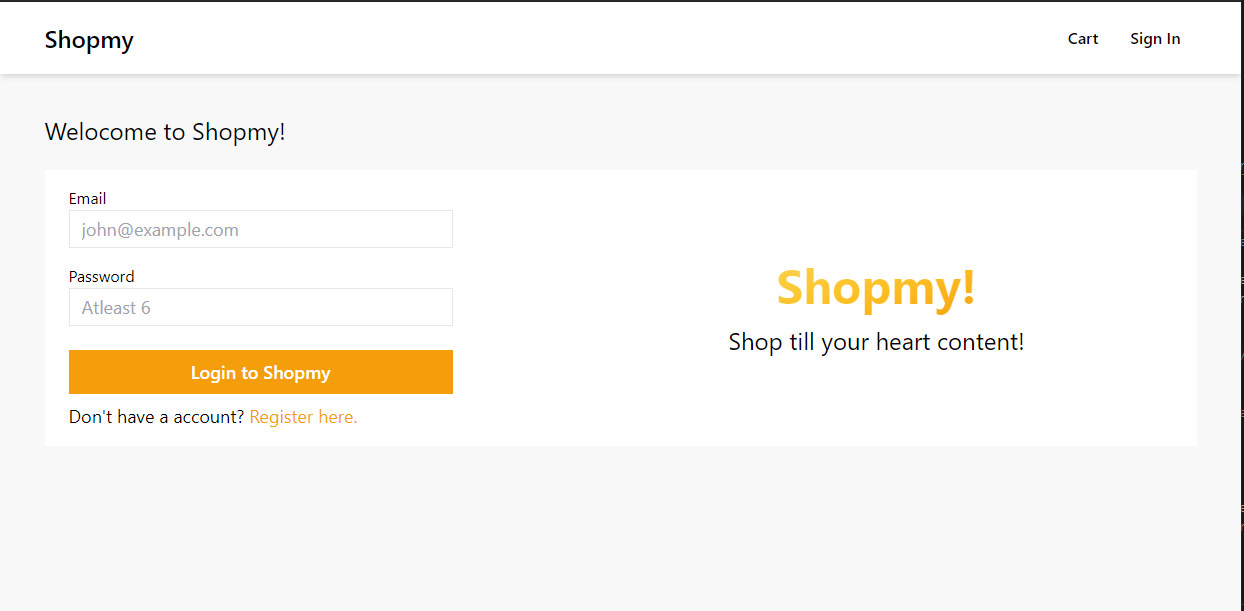 Shopmy
Cart
Sign In
Welocome to Shopmy!
Email
john@example.com
Password
Atleast 6
Login to Shopmy
Don't have a account? Register here.
Shopmy!
Shop till your heart content!